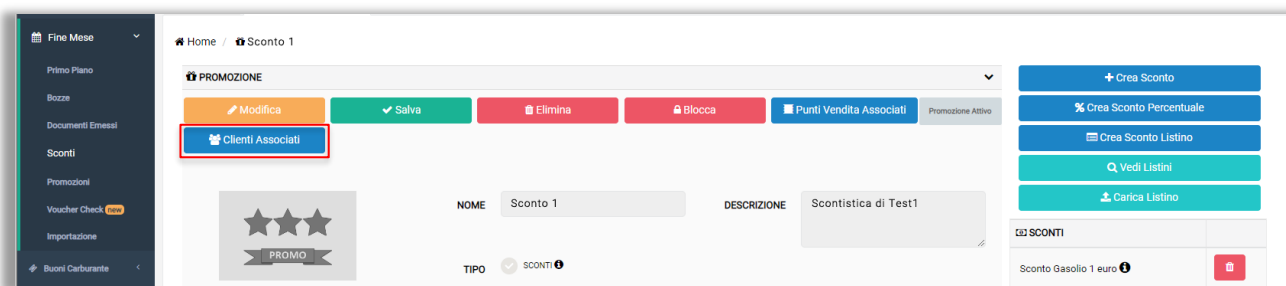 Fine Mese
Primo Piano
Bozze
Documenti Emessi
Sconti
Promozioni
Voucher Check new
Importazione
Buoni Carburante
Home / Sconto 1
PROMOZIONE
Modifica
Salva
Elimina
Blocca
Punti Vendita Associati
Promozione Attivo
Clienti Associati
PROMO
NOME
Sconto 1
DESCRIZIONE
Scontistica di Test1
TIPO
SCONTI
Crea Sconto
% Crea Sconto Percentuale
Crea Sconto Listino
Vedi Listini
Carica Listino
SCONTI
Sconto Gasolio 1 euro